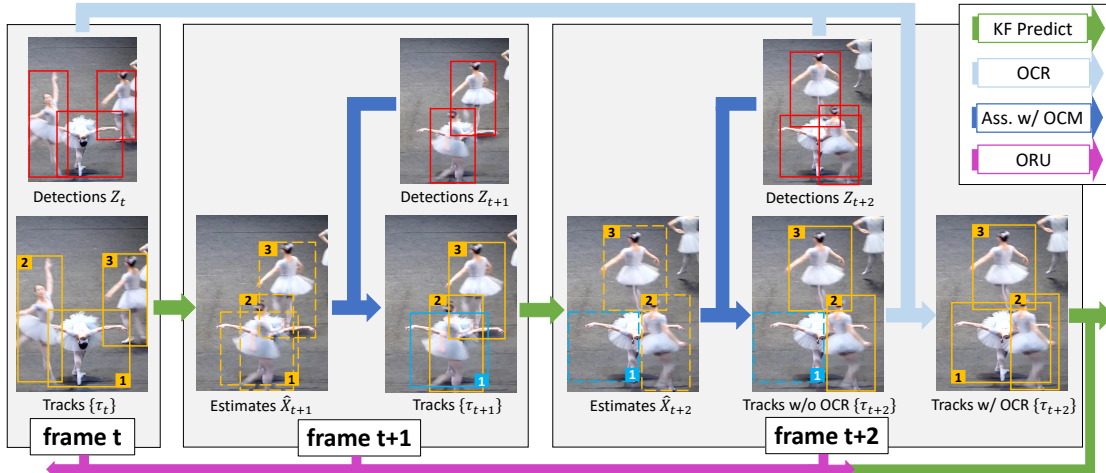 KF Predict
OCR
Ass. w/ OCM
ORU
Detections Z_t
Detections Z_{t+1}
Detections Z_{t+2}
2
3
1
3
2
1
3
2
1
3
2
1
3
2
1
3
2
1
Tracks {τ_t}
Estimates X̂_{t+1}
Tracks {τ_{t+1}}
Estimates X̂_{t+2}
Tracks w/o OCR {τ_{t+2}}
Tracks w/ OCR {τ_{t+2}}
frame t
frame t+1
frame t+2